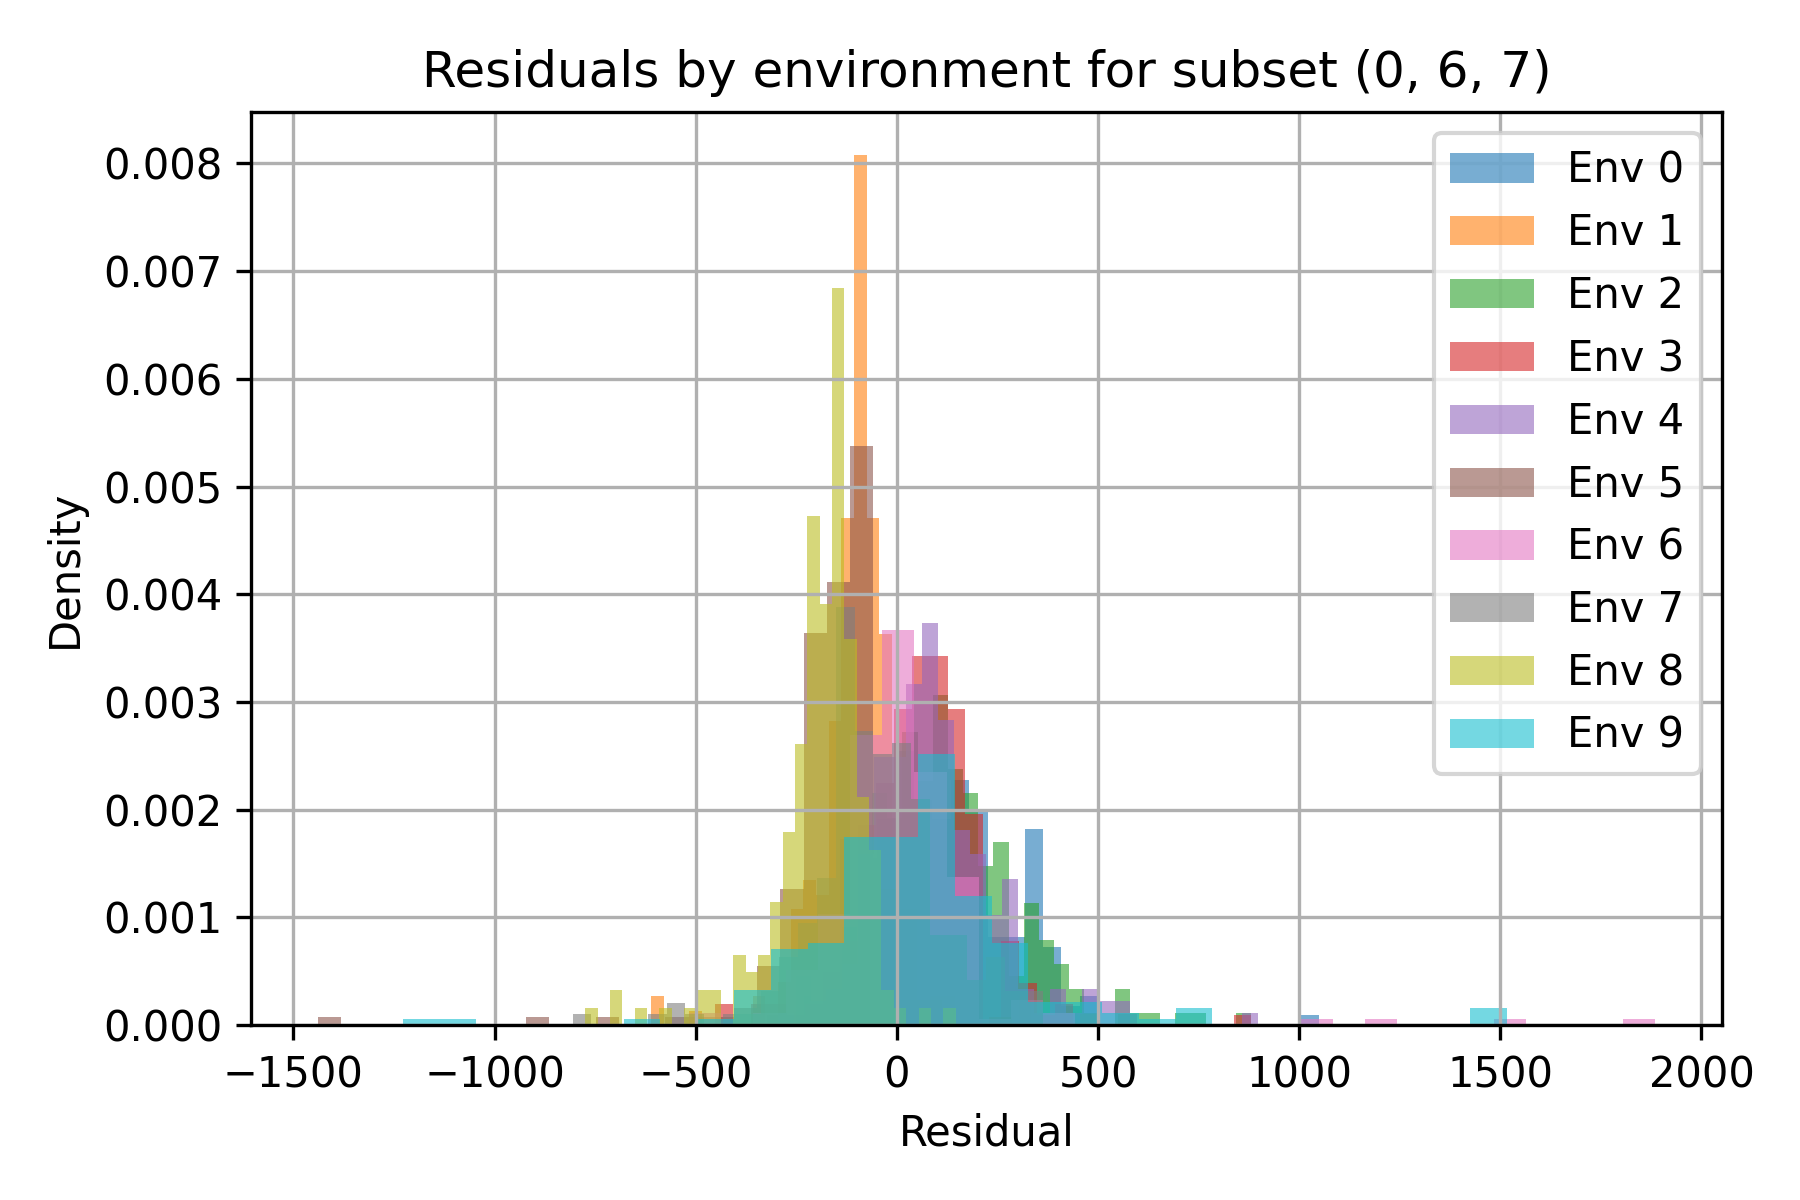 Residuals by environment for subset (0, 6, 7)
Density
0.008
0.007
0.006
0.005
0.004
0.003
0.002
0.001
0.000
−1500
−1000
−500
0
500
1000
1500
2000
Residual
Env 0
Env 1
Env 2
Env 3
Env 4
Env 5
Env 6
Env 7
Env 8
Env 9